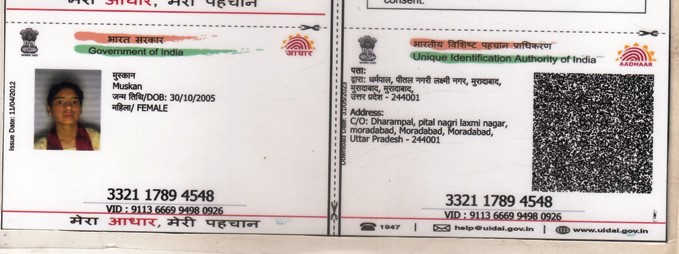 मेरा आधार, मेरी पहचान
consent.
भारत सरकार
Government of India
आधार
Issue Date: 11/04/2012
मुस्कान
Muskan
जन्म तिथि/DOB: 30/10/2005
महिला/ FEMALE
3321 1789 4548
VID : 9113 6669 9498 0926
मेरा आधार, मेरी पहचान
भारतीय विशिष्ट पहचान प्राधिकरण
Unique Identification Authority of India
AADHAAR
Download Date:
पता:
द्वारा: धर्मपाल, पीतल नगरी लक्ष्मी नगर, मुरादाबाद,
मुरादाबाद, मुरादाबाद,
उत्तर प्रदेश - 244001
Address:
C/O: Dharampal, pital nagri laxmi nagar,
moradabad, Moradabad, Moradabad,
Uttar Pradesh - 244001
3321 1789 4548
VID : 9113 6669 9498 0926
1947 | help@uidai.gov.in | www.uidai.gov.in